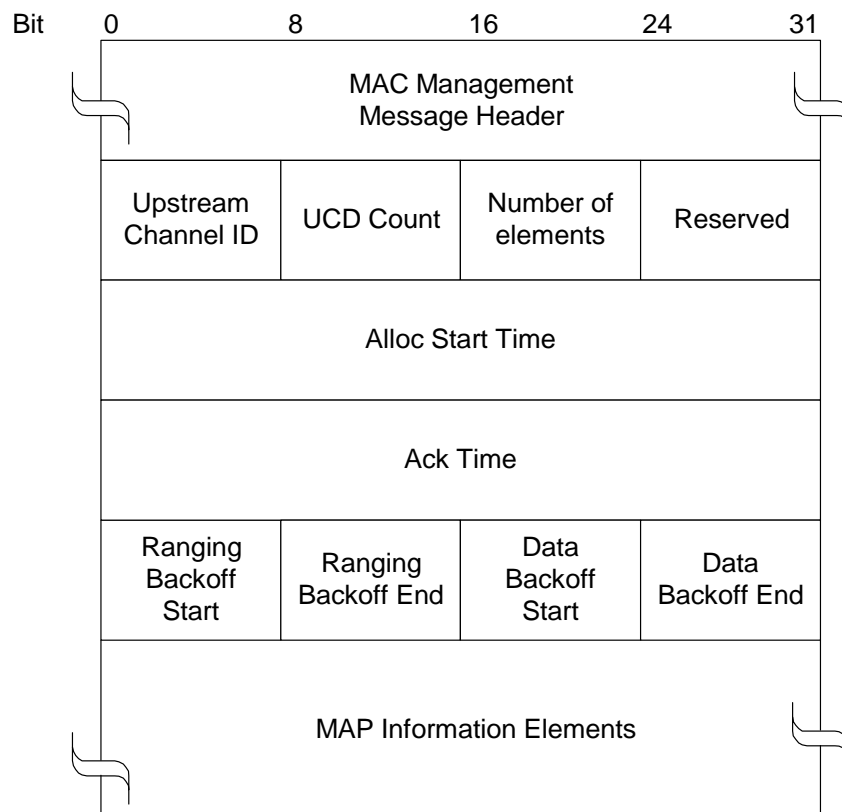 Bit 0 8 16 24 31
MAC Management
Message Header
Upstream
Channel ID
UCD Count
Number of
elements
Reserved
Alloc Start Time
Ack Time
Ranging
Backoff
Start
Ranging
Backoff End
Data
Backoff
Start
Data
Backoff End
MAP Information Elements